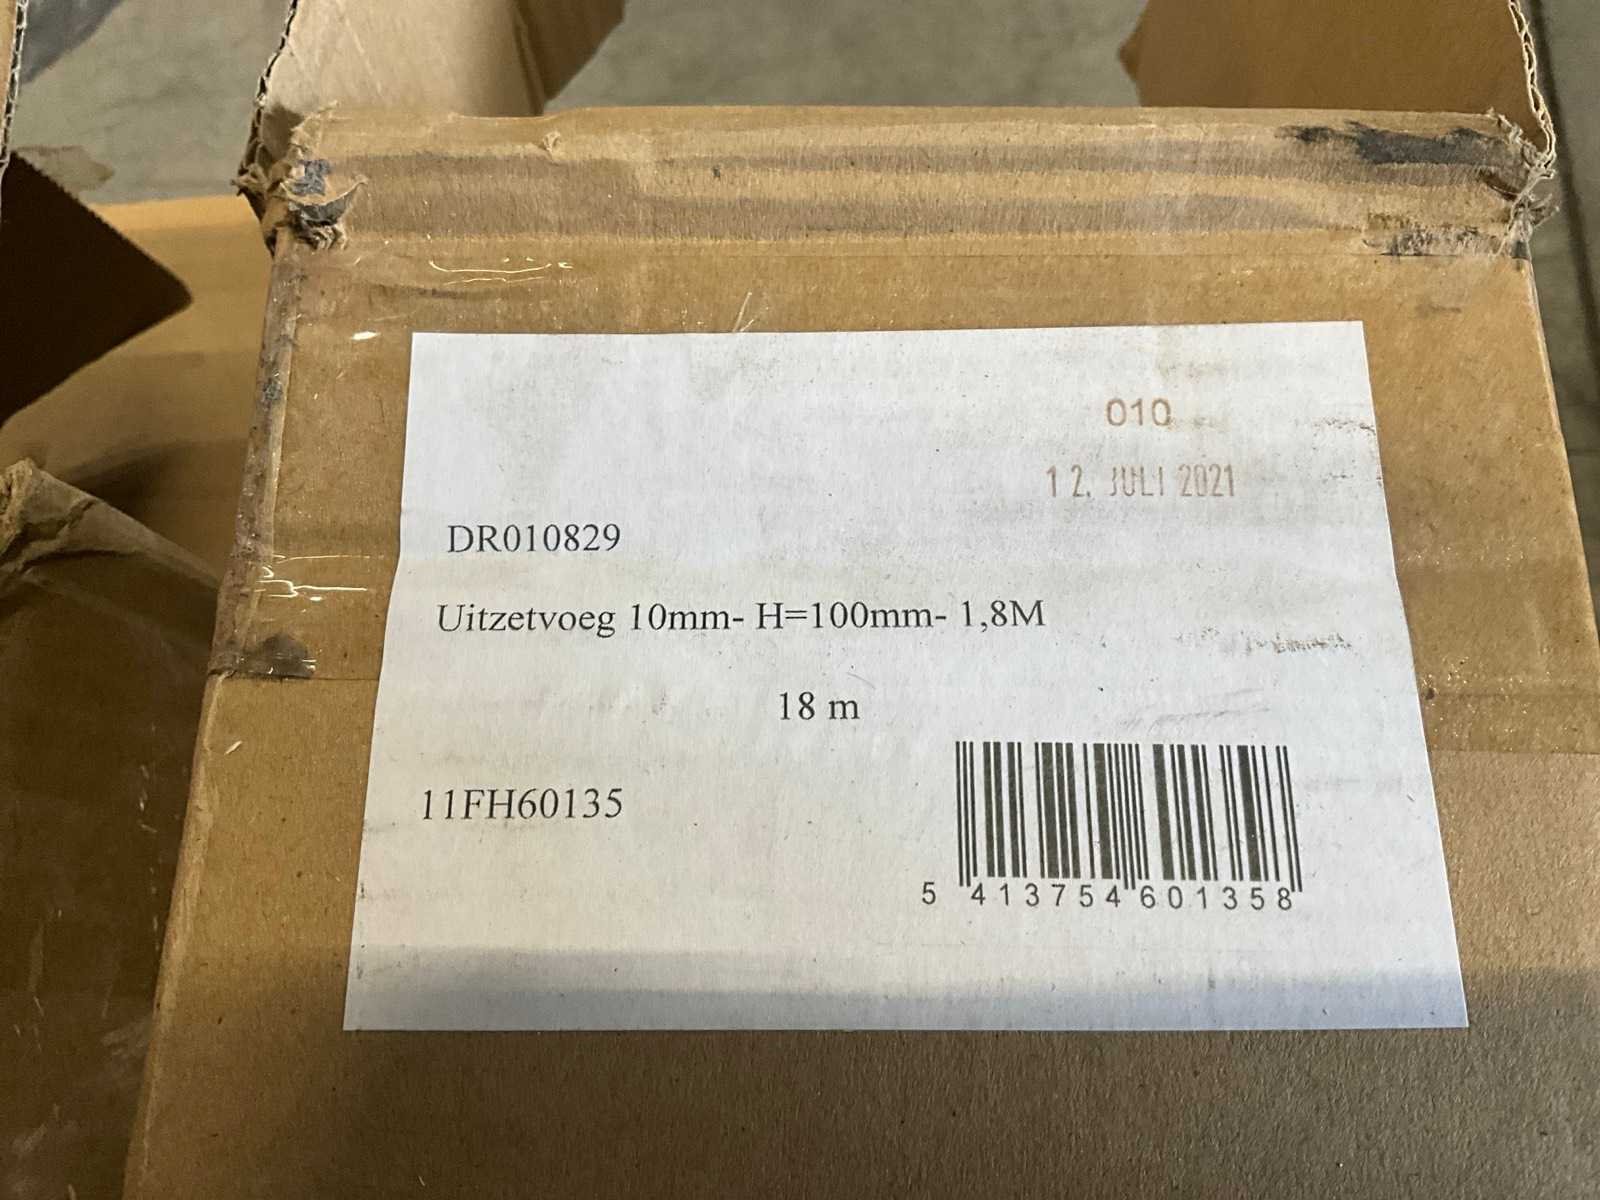 010
12. JULI 2021
DR010829
Uitzetvoeg 10mm- H=100mm- 1,8M
18 m
11FH60135
5 413754 601358